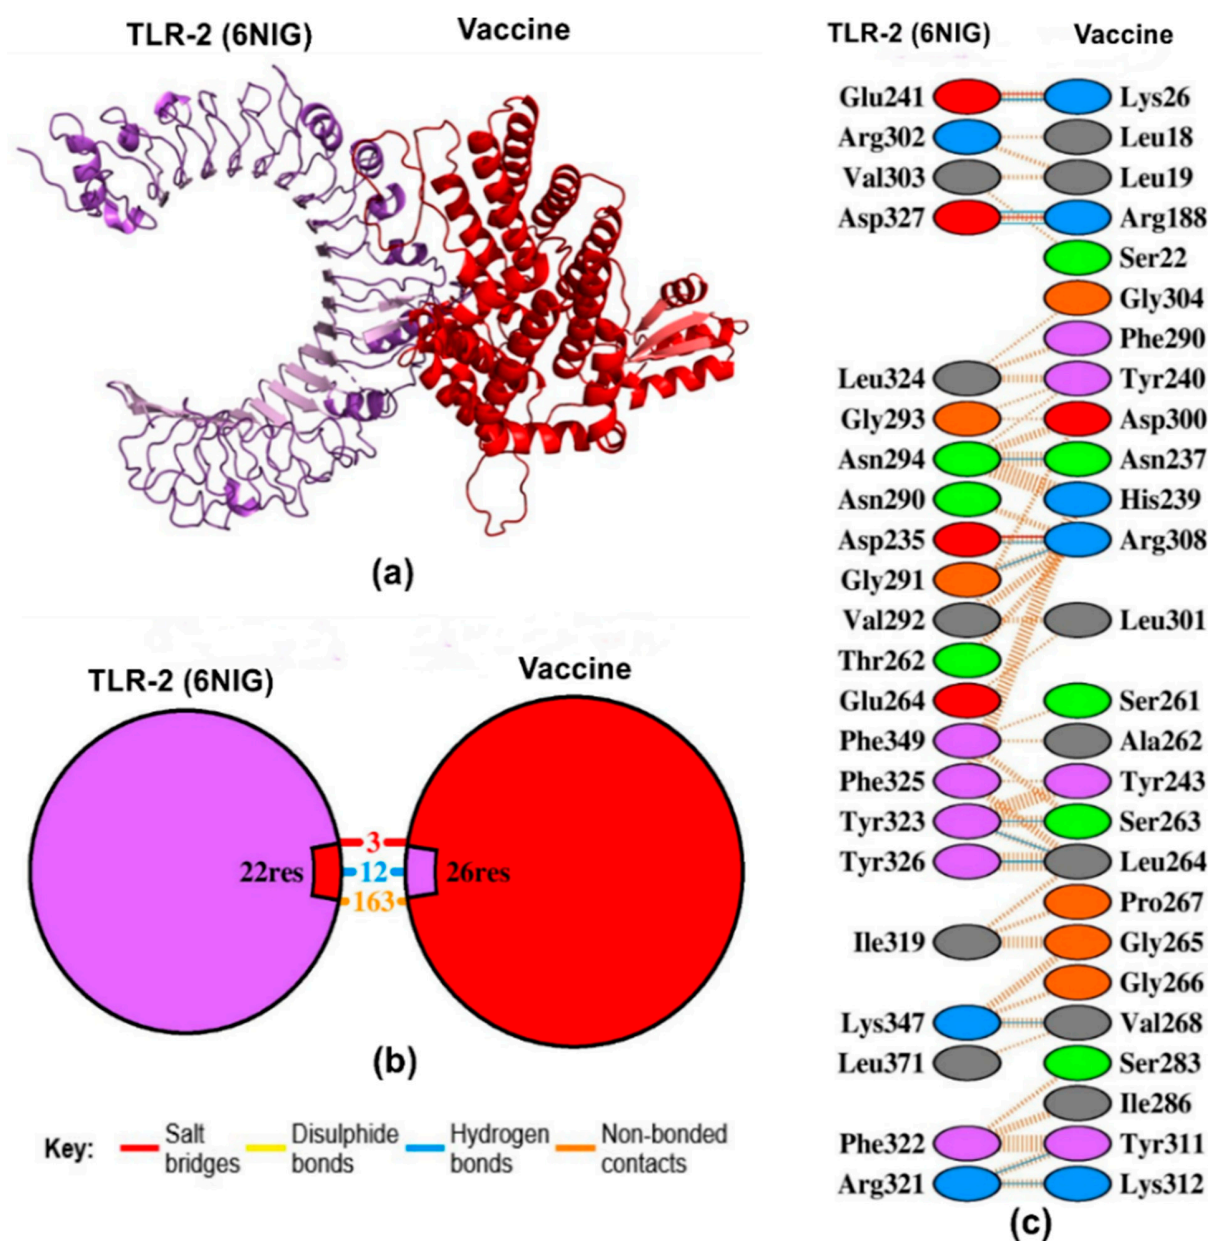 TLR-2 (6NIG) Vaccine
(a)
TLR-2 (6NIG) Vaccine
22res 3 26res
12
163
(b)
Key: Salt bridges Disulphide bonds Hydrogen bonds Non-bonded contacts
TLR-2 (6NIG) Vaccine
Glu241 Lys26
Arg302 Leu18
Val303 Leu19
Asp327 Arg188
Ser22
Gly304
Phe290
Leu324 Tyr240
Gly293 Asp300
Asn294 Asn237
Asn290 His239
Asp235 Arg308
Gly291
Val292 Leu301
Thr262
Glu264 Ser261
Phe349 Ala262
Phe325 Tyr243
Tyr323 Ser263
Tyr326 Leu264
Pro267
Ile319 Gly265
Gly266
Lys347 Val268
Leu371 Ser283
Ile286
Phe322 Tyr311
Arg321 Lys312
(c)